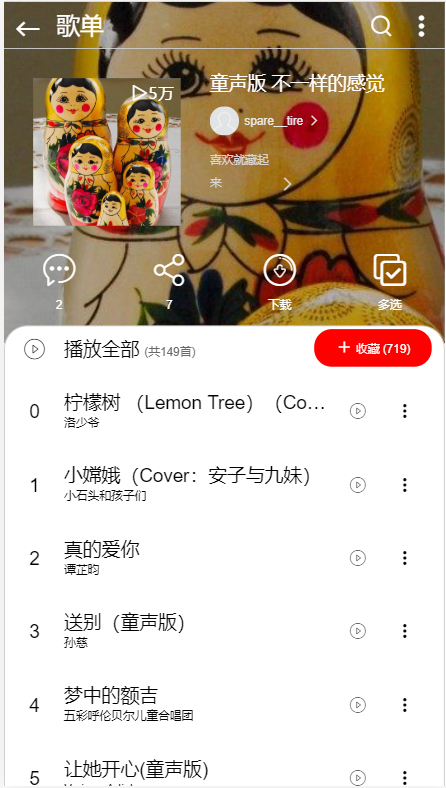 歌单
5万
童声版 不一样的感觉
spare__tire
喜欢就藏起
来
2
7
下载
多选
播放全部 (共149首)
+ 收藏 (719)
0
柠檬树 （Lemon Tree）（Co…
洛少爷
1
小嫦娥（Cover：安子与九妹）
小石头和孩子们
2
真的爱你
谭芷昀
3
送别（童声版）
孙慈
4
梦中的额吉
五彩呼伦贝尔儿童合唱团
5
让她开心(童声版)